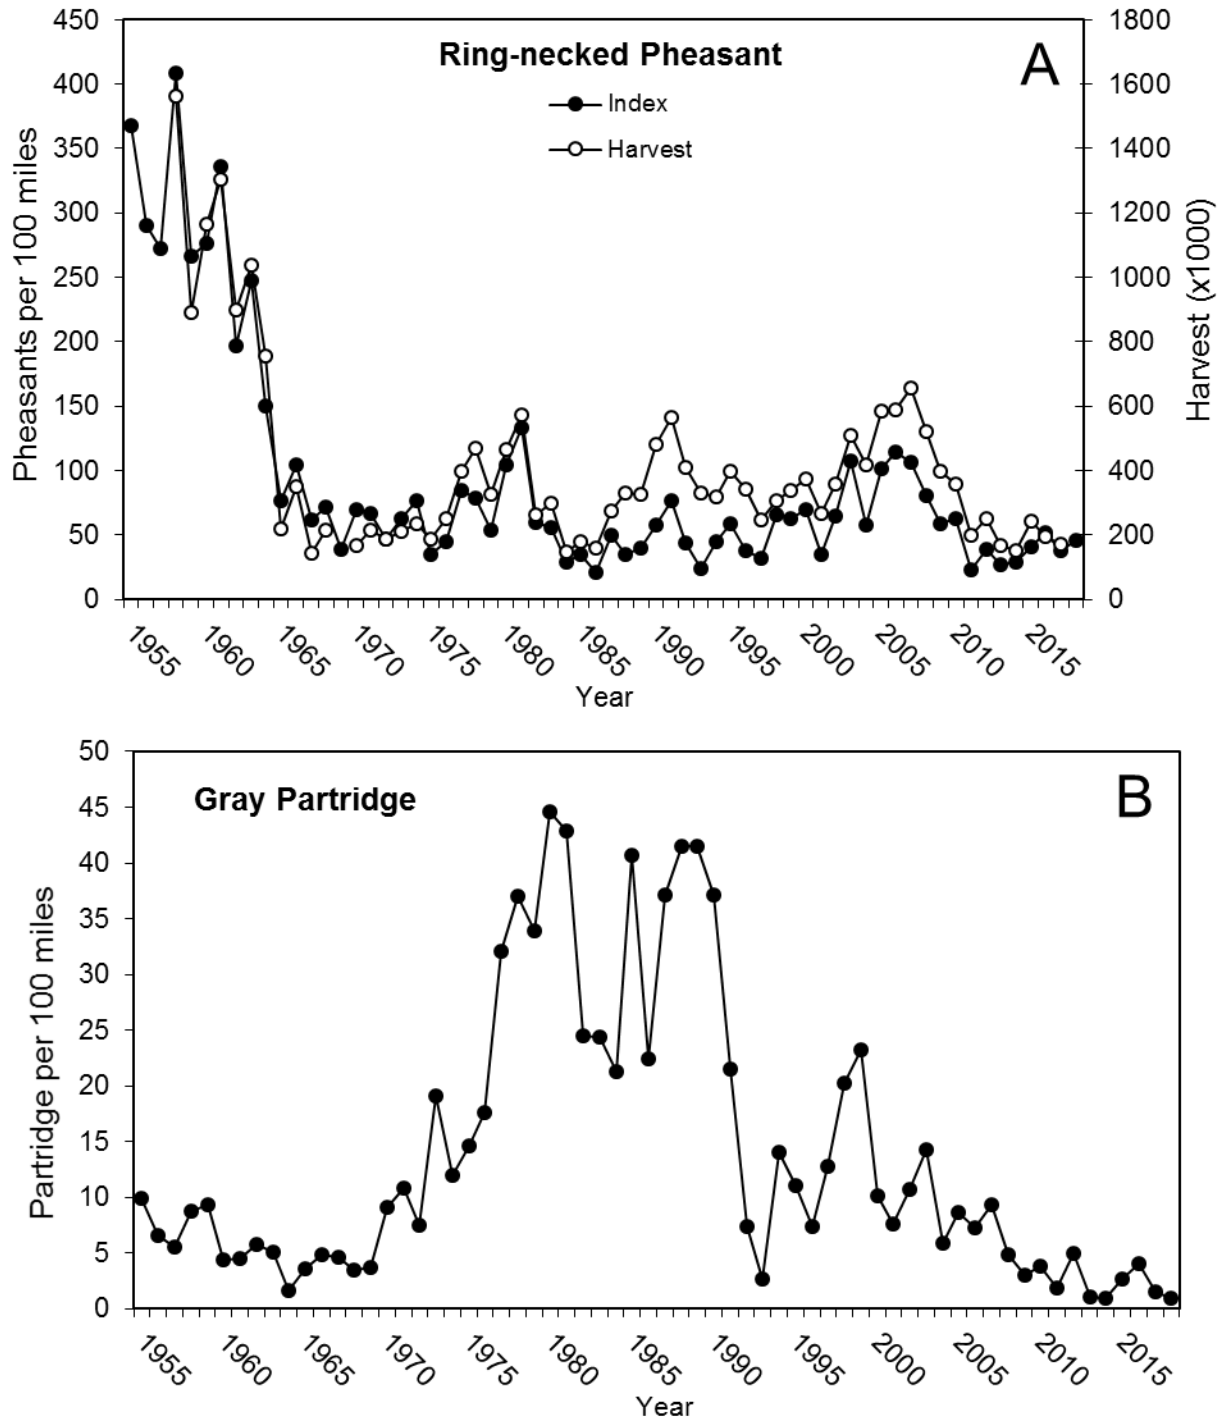 Ring-necked Pheasant
A
Index
Harvest
Pheasants per 100 miles
450
400
350
300
250
200
150
100
50
0
1800
1600
1400
1200
1000
800
600
400
200
0
Harvest (x1000)
1955 1960 1965 1970 1975 1980 1985 1990 1995 2000 2005 2010 2015
Year
Gray Partridge
B
Partridge per 100 miles
50
45
40
35
30
25
20
15
10
5
0
1955 1960 1965 1970 1975 1980 1985 1990 1995 2000 2005 2010 2015
Year